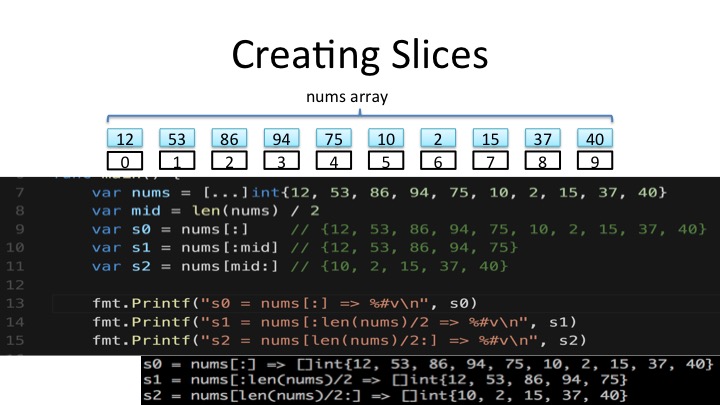 Creating Slices
nums array
12 53 86 94 75 10 2 15 37 40
0 1 2 3 4 5 6 7 8 9
7 var nums = [...]int{12, 53, 86, 94, 75, 10, 2, 15, 37, 40}
8 var mid = len(nums) / 2
9 var s0 = nums[:] // {12, 53, 86, 94, 75, 10, 2, 15, 37, 40}
10 var s1 = nums[:mid] // {12, 53, 86, 94, 75}
11 var s2 = nums[mid:] // {10, 2, 15, 37, 40}
12
13 fmt.Printf("s0 = nums[:] => %#v\n", s0)
14 fmt.Printf("s1 = nums[:len(nums)/2 => %#v\n", s1)
15 fmt.Printf("s2 = nums[len(nums)/2:] => %#v\n", s2)
s0 = nums[:] => []int{12, 53, 86, 94, 75, 10, 2, 15, 37, 40}
s1 = nums[:len(nums)/2 => []int{12, 53, 86, 94, 75}
s2 = nums[len(nums)/2:] => []int{10, 2, 15, 37, 40}